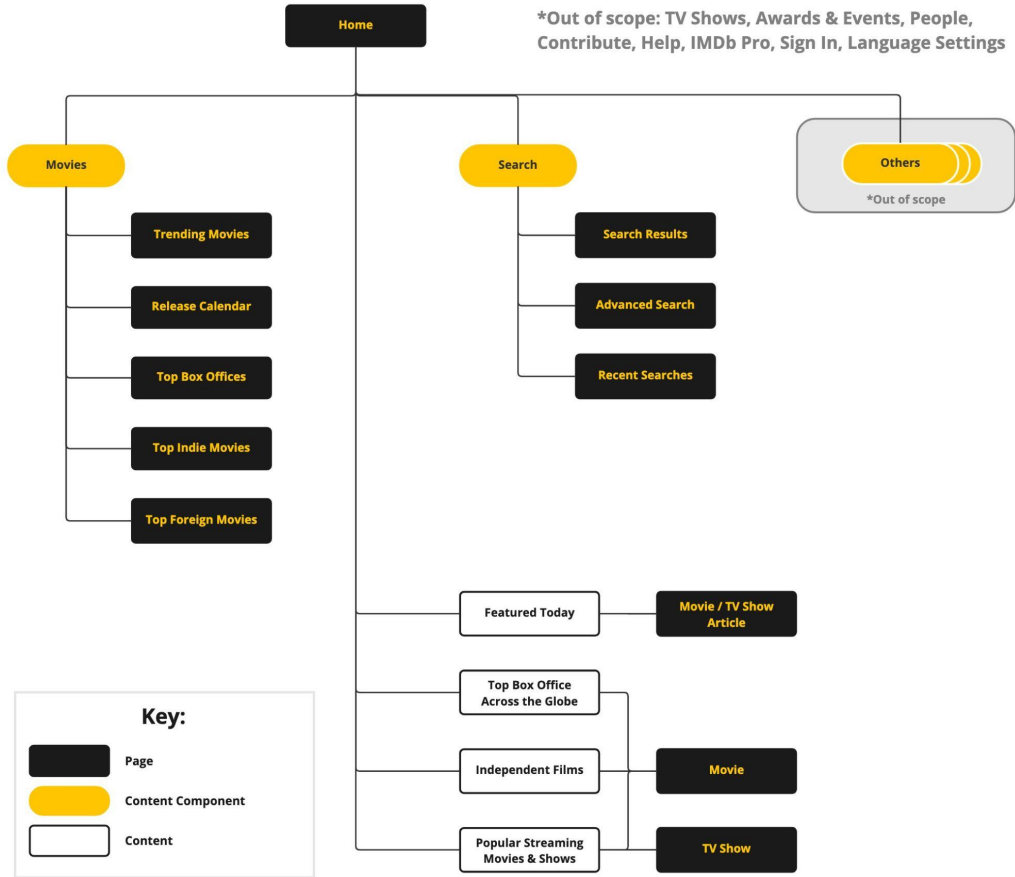 Home
*Out of scope: TV Shows, Awards & Events, People,
Contribute, Help, IMDb Pro, Sign In, Language Settings
Movies
Search
Others
*Out of scope
Trending Movies
Release Calendar
Top Box Offices
Top Indie Movies
Top Foreign Movies
Search Results
Advanced Search
Recent Searches
Featured Today
Movie / TV Show
Article
Top Box Office
Across the Globe
Independent Films
Movie
Popular Streaming
Movies & Shows
TV Show
Key:
Page
Content Component
Content